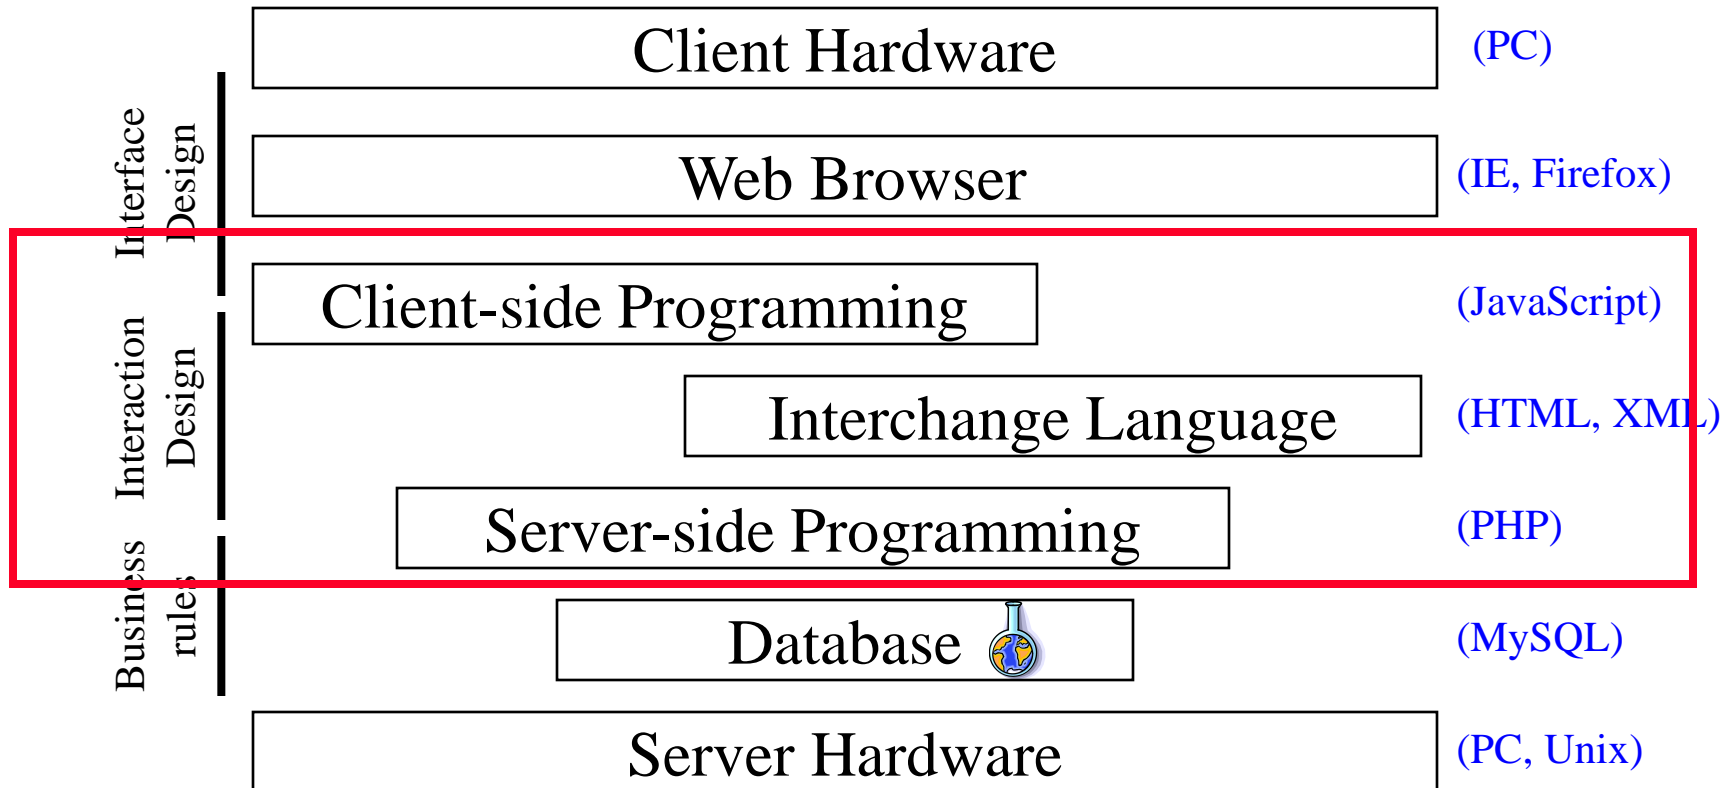 Client Hardware
(PC)
Interface
Design
Web Browser
(IE, Firefox)
Client-side Programming
(JavaScript)
Interaction
Design
Interchange Language
(HTML, XML)
Server-side Programming
(PHP)
Business
rules
Database
(MySQL)
Server Hardware
(PC, Unix)